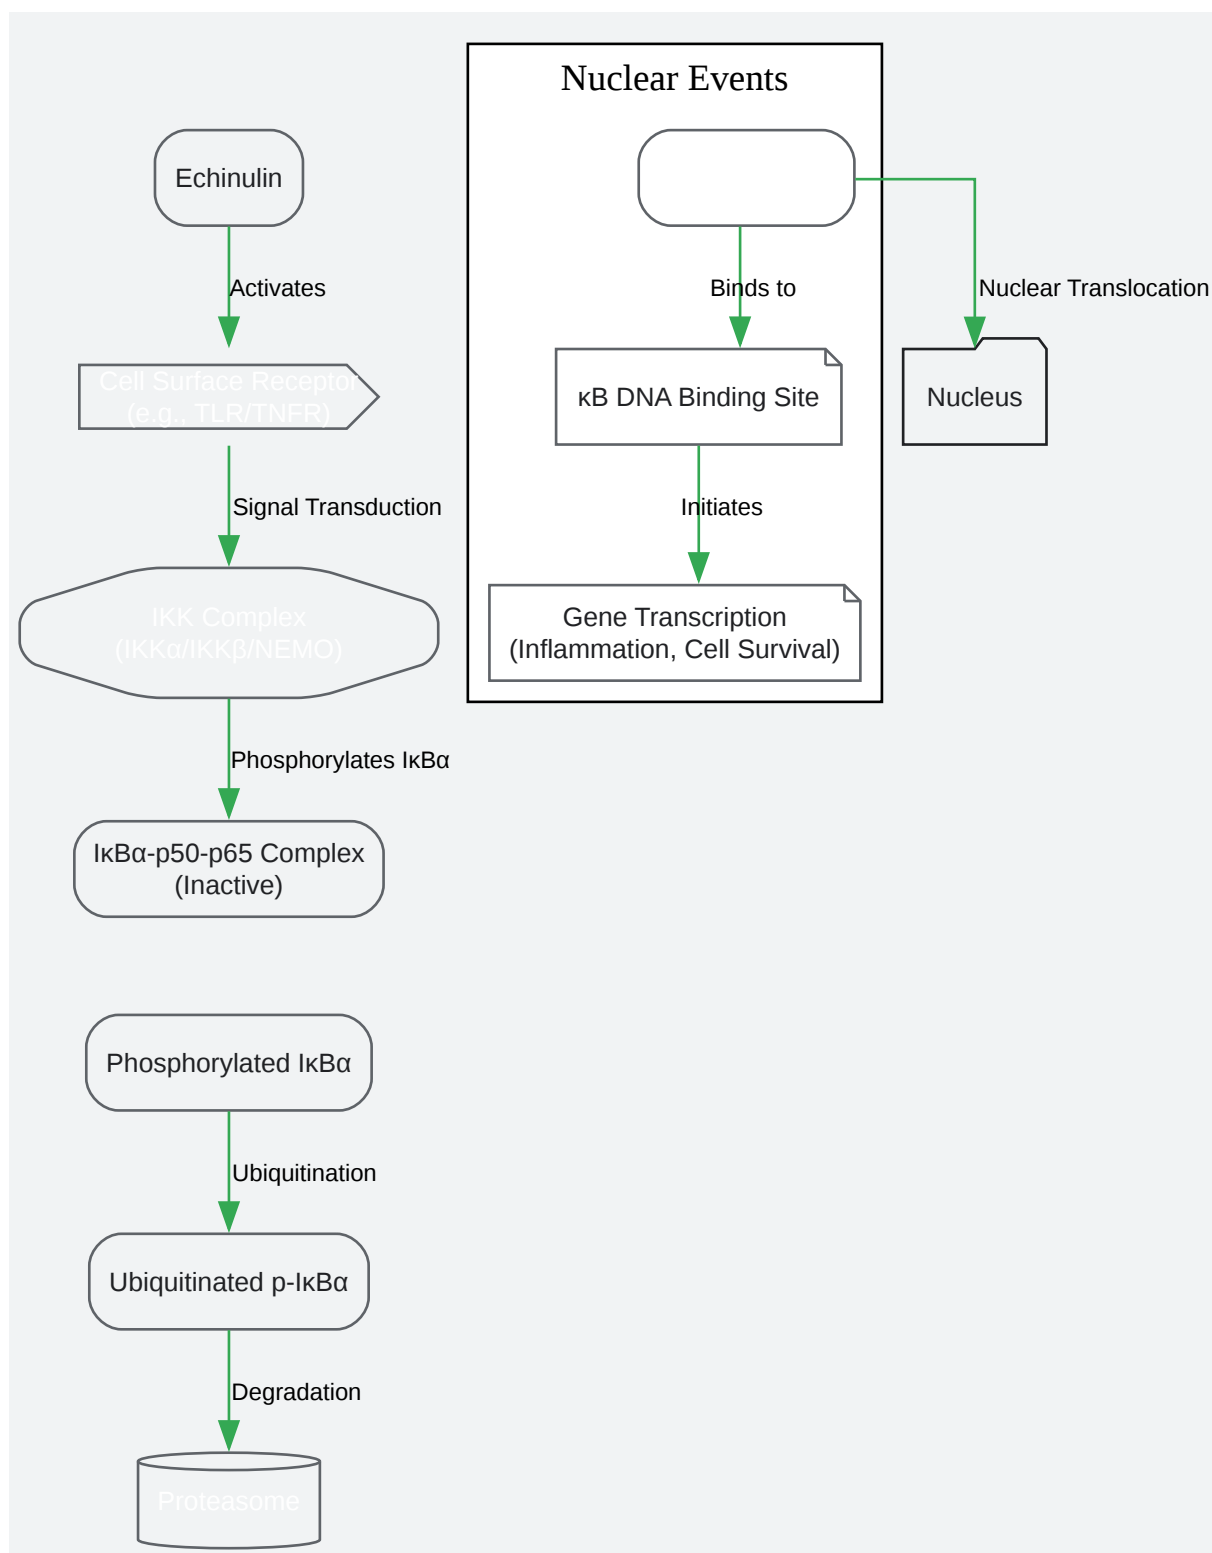 Nuclear Events
Echinulin
Activates
Binds to
Nuclear Translocation
Cell Surface Receptor
(e.g., TLR/TNFR)
κB DNA Binding Site
Nucleus
Signal Transduction
Initiates
IKK Complex
(IKKα/IKKβ/NEMO)
Gene Transcription
(Inflammation, Cell Survival)
Phosphorylates IκBα
IκBα-p50-p65 Complex
(Inactive)
Phosphorylated IκBα
Ubiquitination
Ubiquitinated p-IκBα
Degradation
Proteasome